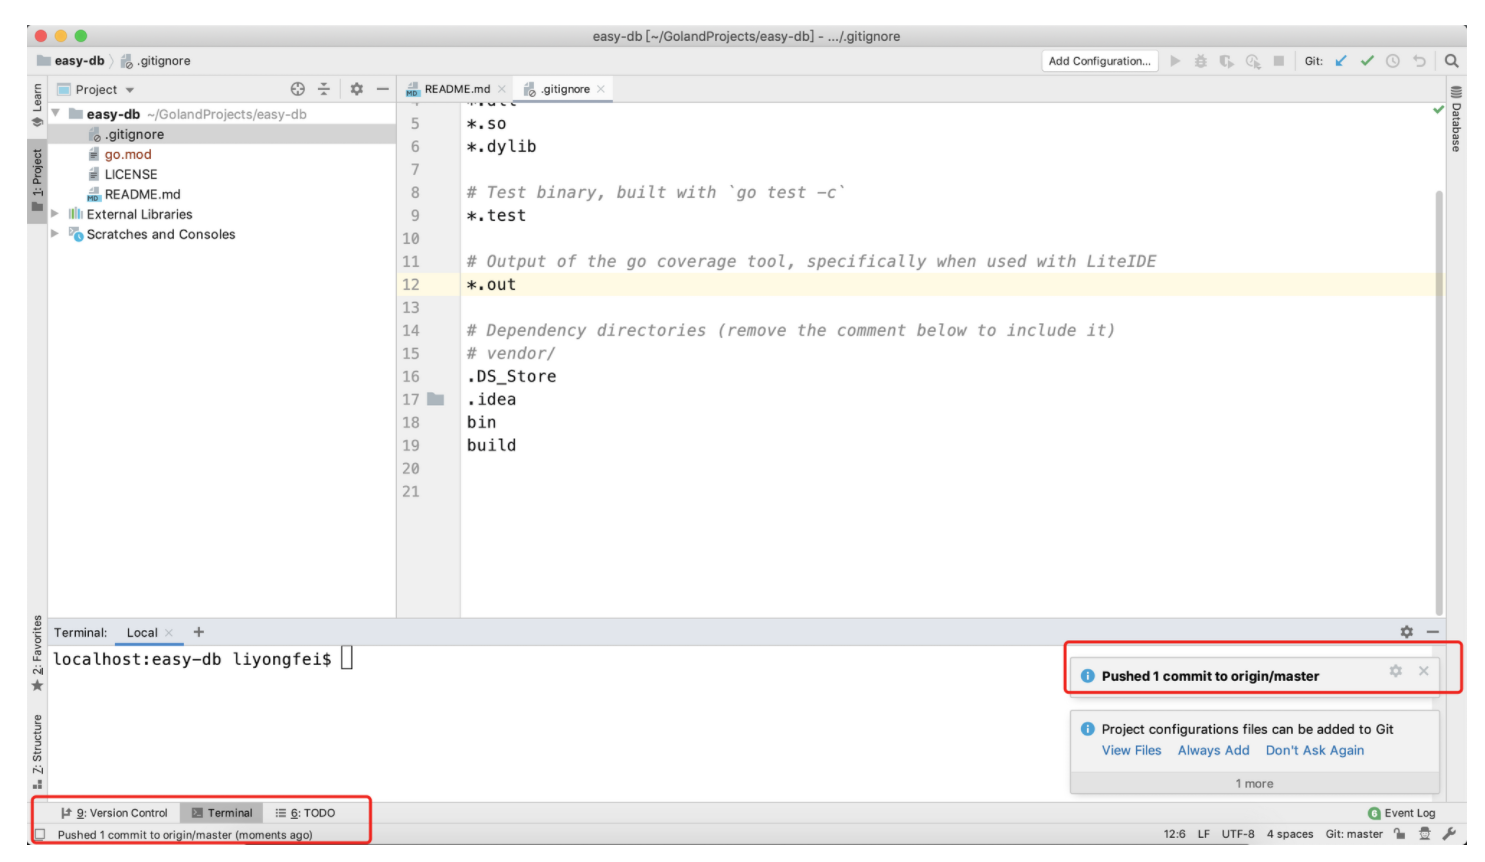 easy-db [~/GolandProjects/easy-db] - .../.gitignore
easy-db .gitignore
Add Configuration... Git:
Learn
1: Project
2: Favorites
Z: Structure
Project
easy-db ~/GolandProjects/easy-db
.gitignore
go.mod
LICENSE
README.md
External Libraries
Scratches and Consoles
README.md .gitignore
5 *.so
6 *.dylib
7
8 # Test binary, built with `go test -c`
9 *.test
10
11 # Output of the go coverage tool, specifically when used with LiteIDE
12 *.out
13
14 # Dependency directories (remove the comment below to include it)
15 # vendor/
16 .DS_Store
17 .idea
18 bin
19 build
20
21
Database
Terminal: Local +
localhost:easy-db liyongfei$
Pushed 1 commit to origin/master
Project configurations files can be added to Git
View Files Always Add Don't Ask Again
1 more
9: Version Control Terminal 6: TODO
Event Log
Pushed 1 commit to origin/master (moments ago)
12:6 LF UTF-8 4 spaces Git: master